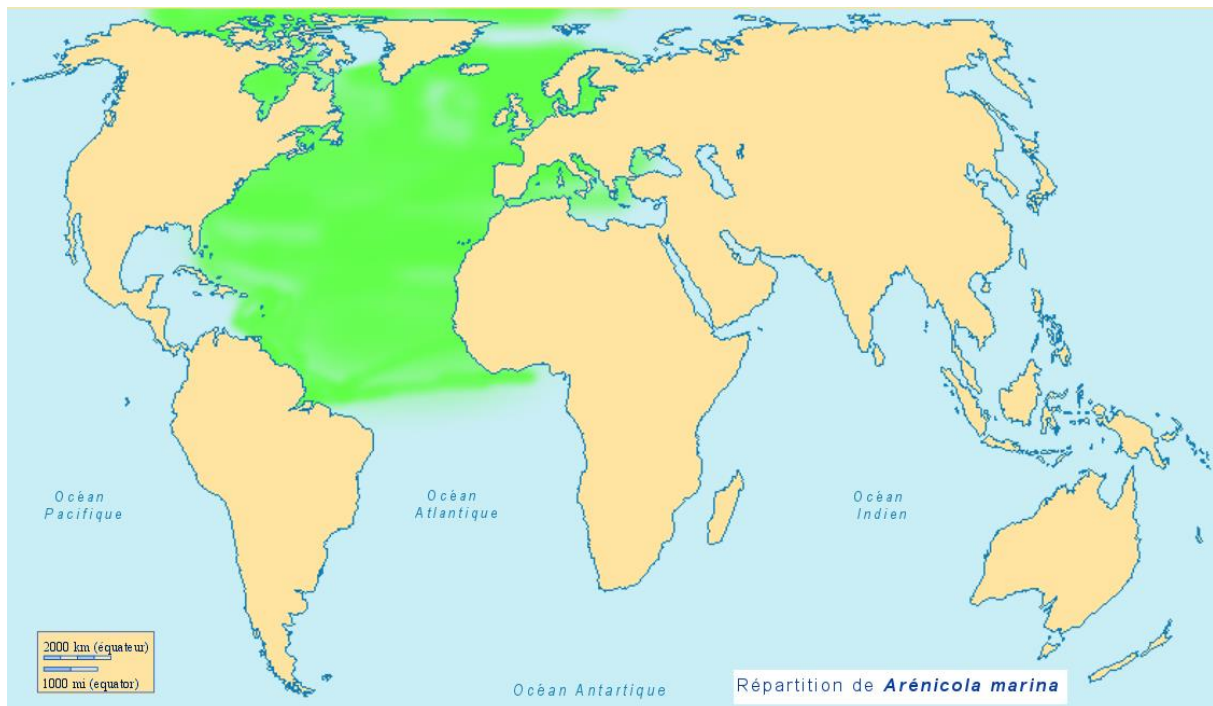 Océan
Pacifique
Océan
Atlantique
Océan
Indien
2000 km (équateur)
1000 mi (equator)
Océan Antartique
Répartition de Arénicola marina